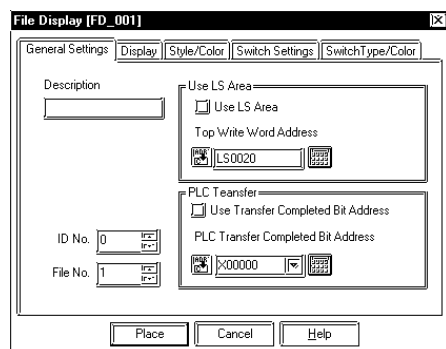 File Display [FD_001]
General Settings Display Style/Color Switch Settings SwitchType/Color
Description
Use LS Area
Use LS Area
Top Write Word Address
LS0020
PLC Teansfer
Use Transfer Completed Bit Address
PLC Transfer Completed Bit Address
X00000
ID No. 0
File No. 1
Place Cancel Help